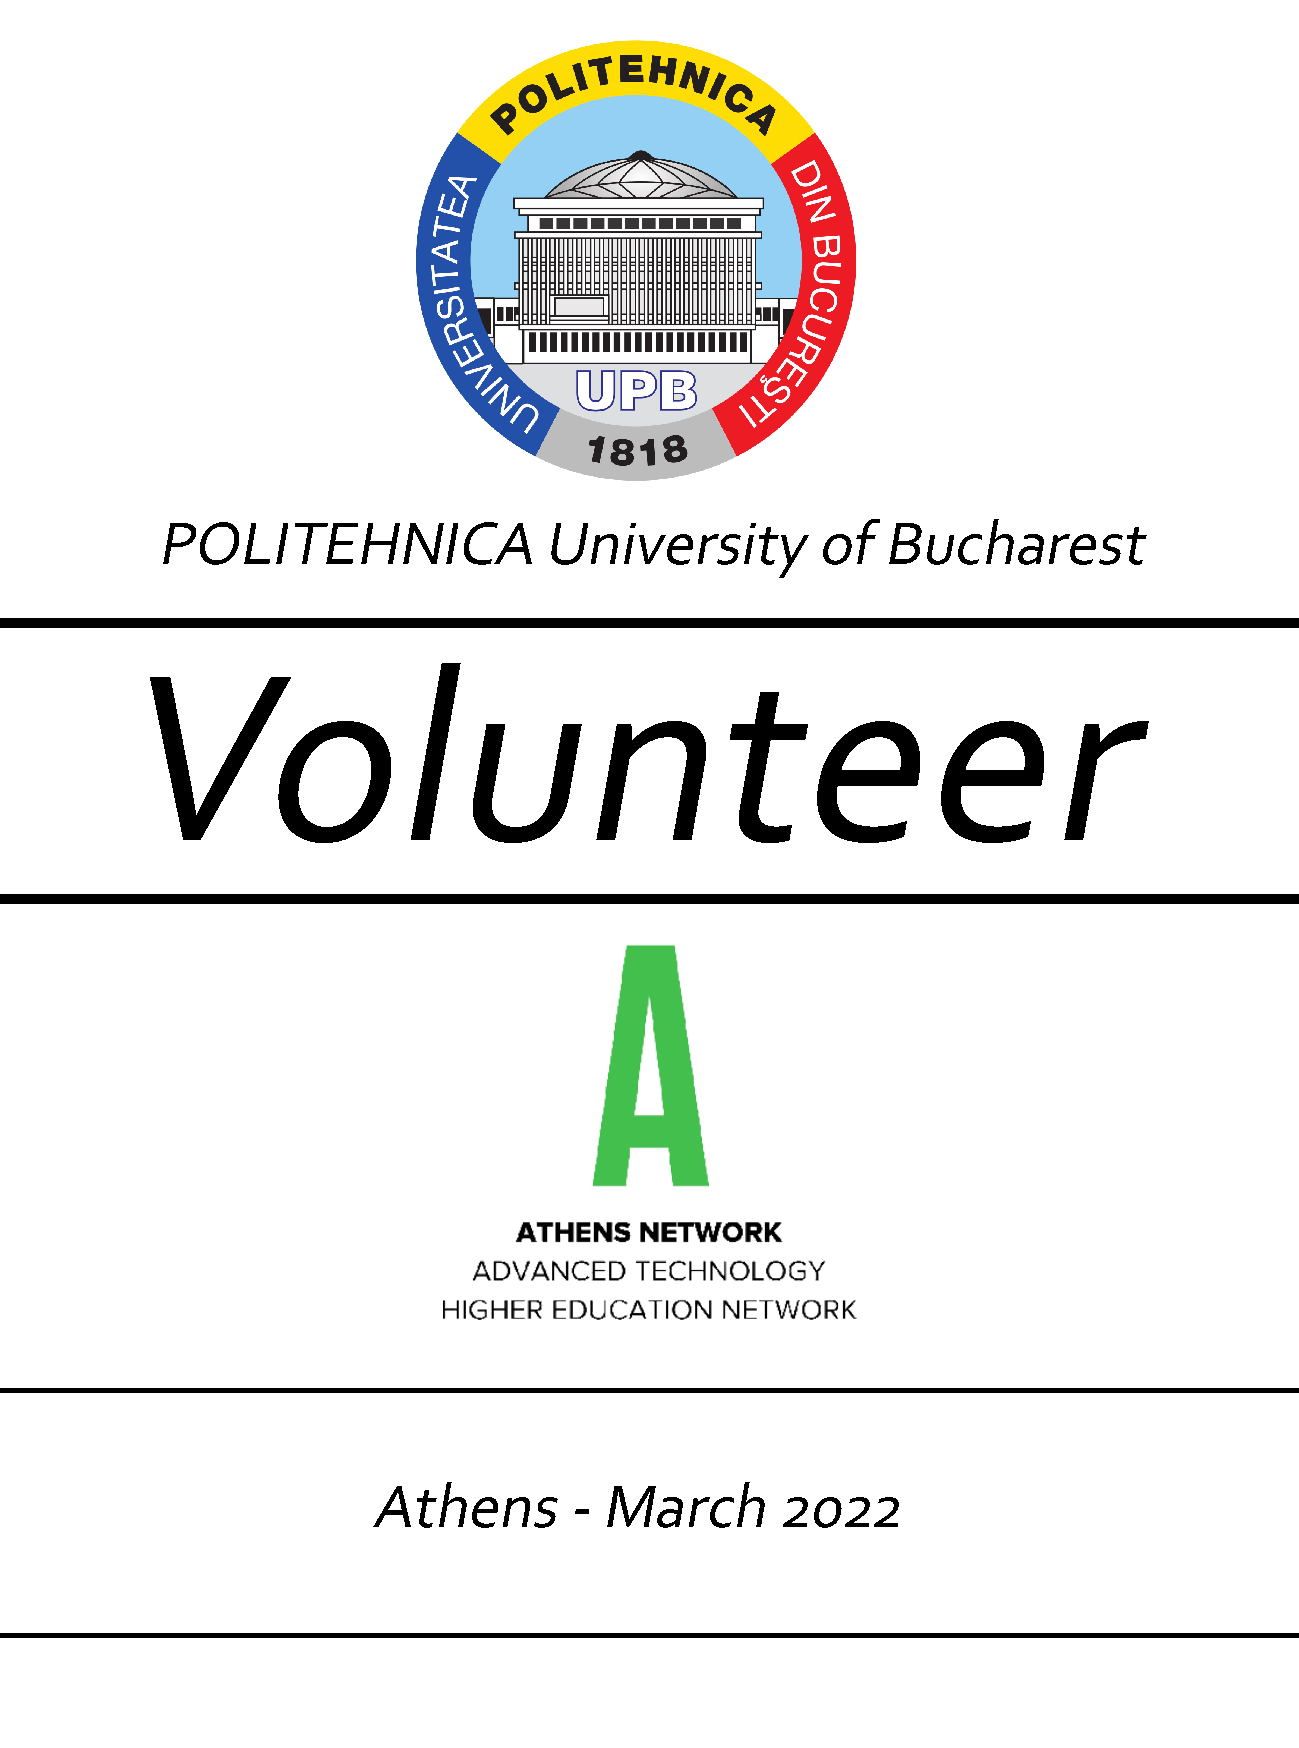 POLITEHNICA
UNIVERSITATEA
DIN BUCUREȘTI
UPB
1818
POLITEHNICA University of Bucharest
Volunteer
A
ATHENS NETWORK
ADVANCED TECHNOLOGY
HIGHER EDUCATION NETWORK
Athens - March 2022